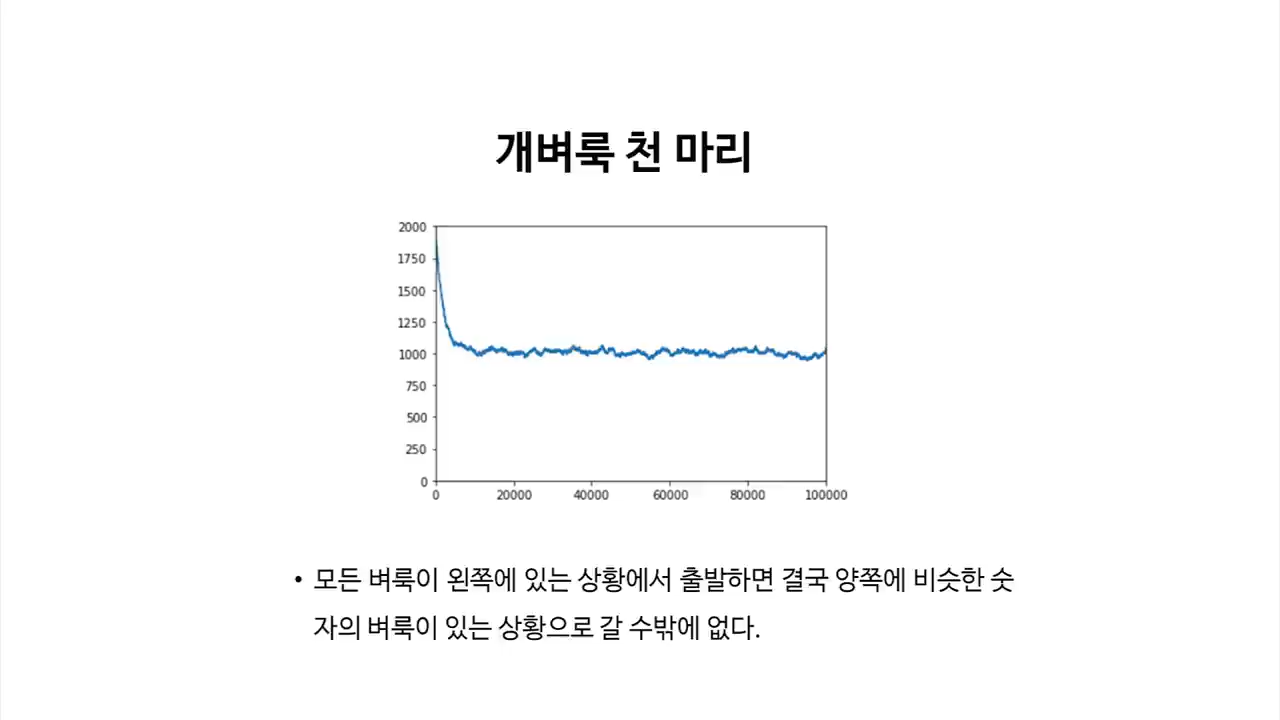 개벼룩 천 마리
2000
1750
1500
1250
1000
750
500
250
0
0 20000 40000 60000 80000 100000
• 모든 벼룩이 왼쪽에 있는 상황에서 출발하면 결국 양쪽에 비슷한 숫
자의 벼룩이 있는 상황으로 갈 수밖에 없다.